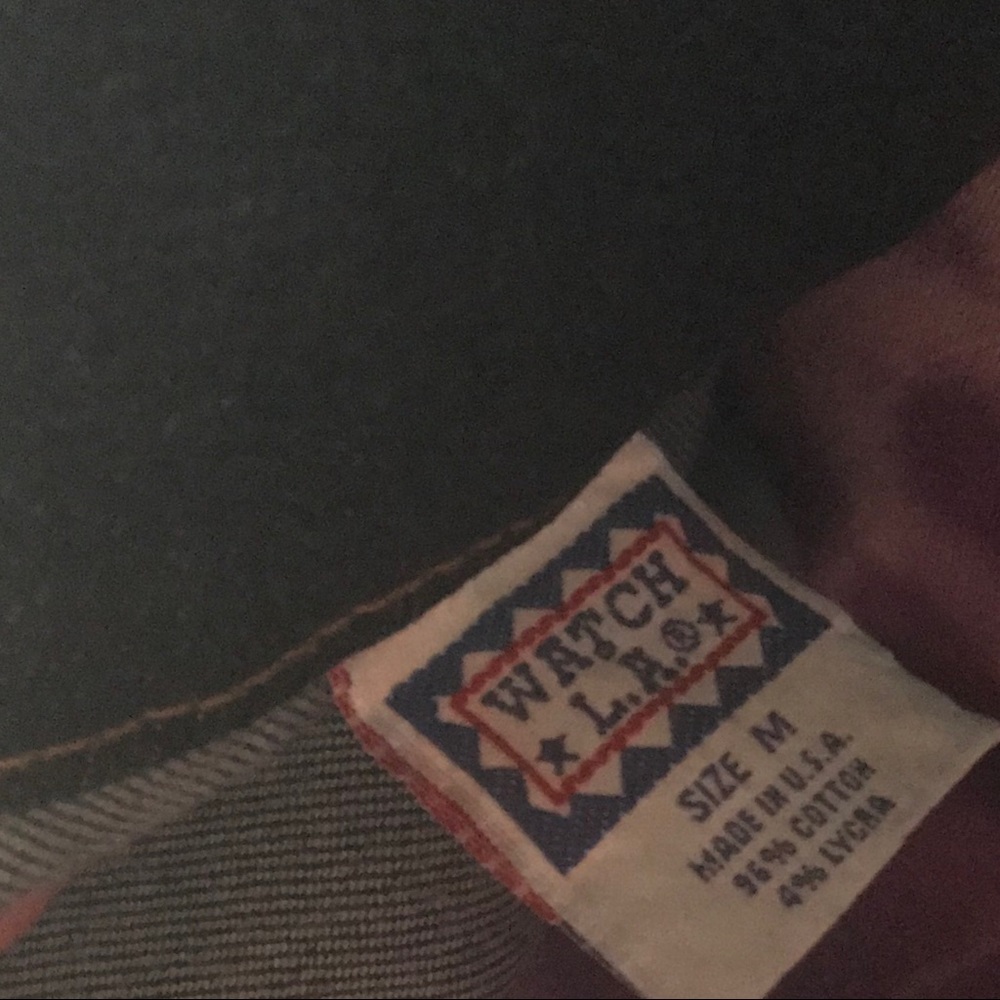 WATCH
★ L.A.® ★
SIZE M
MADE IN U.S.A.
96% COTTON
4% LYCRA